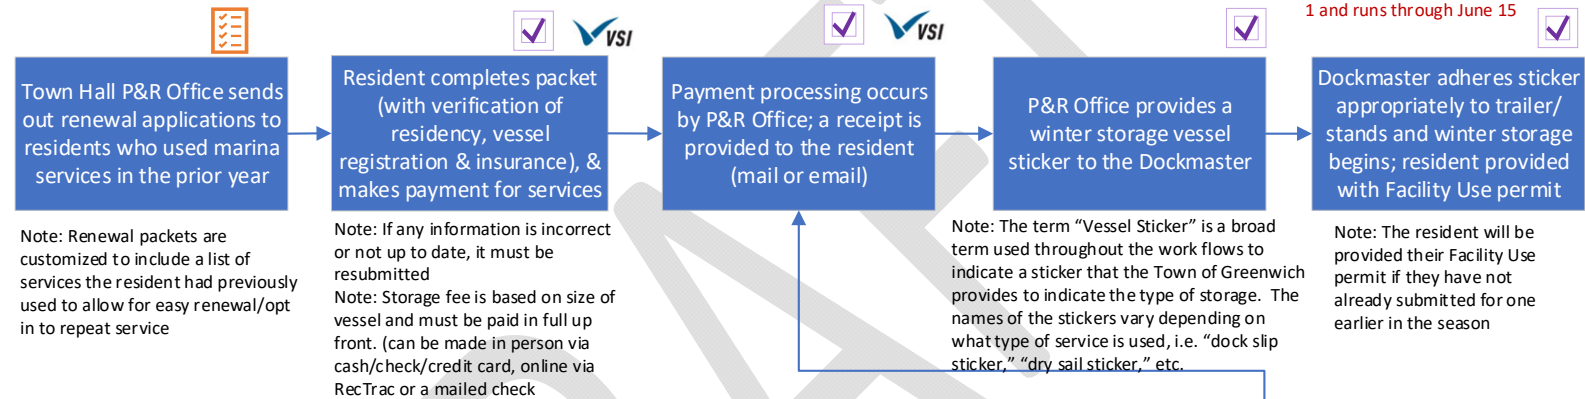 1 and runs through June 15
VSI
VSI
Town Hall P&R Office sends
out renewal applications to
residents who used marina
services in the prior year
Resident completes packet
(with verification of
residency, vessel
registration & insurance), &
makes payment for services
Payment processing occurs
by P&R Office; a receipt is
provided to the resident
(mail or email)
P&R Office provides a
winter storage vessel
sticker to the Dockmaster
Dockmaster adheres sticker
appropriately to trailer/
stands and winter storage
begins; resident provided
with Facility Use permit
Note: Renewal packets are
customized to include a list of
services the resident had previously
used to allow for easy renewal/opt
in to repeat service
Note: If any information is incorrect
or not up to date, it must be
resubmitted
Note: Storage fee is based on size of
vessel and must be paid in full up
front. (can be made in person via
cash/check/credit card, online via
RecTrac or a mailed check
Note: The term “Vessel Sticker” is a broad
term used throughout the work flows to
indicate a sticker that the Town of Greenwich
provides to indicate the type of storage. The
names of the stickers vary depending on
what type of service is used, i.e. “dock slip
sticker,” “dry sail sticker,” etc.
Note: The resident will be
provided their Facility Use
permit if they have not
already submitted for one
earlier in the season